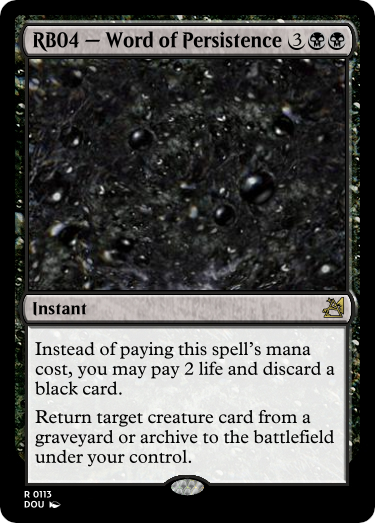 RB04 — Word of Persistence 3
Instant
Instead of paying this spell's mana
cost, you may pay 2 life and discard a
black card.
Return target creature card from a
graveyard or archive to the battlefield
under your control.
R 0113
DOU